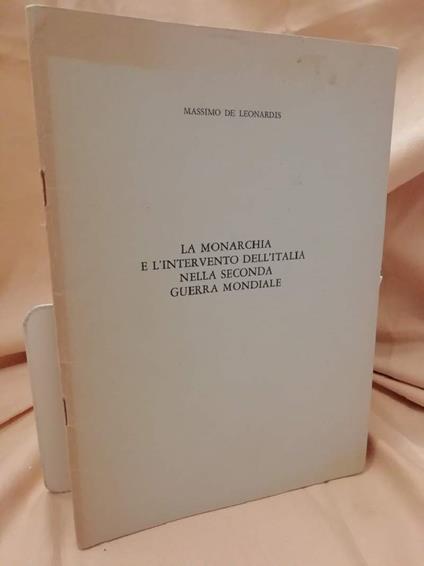 MASSIMO DE LEONARDIS
LA MONARCHIA
E L'INTERVENTO DELL'ITALIA
NELLA SECONDA
GUERRA MONDIALE